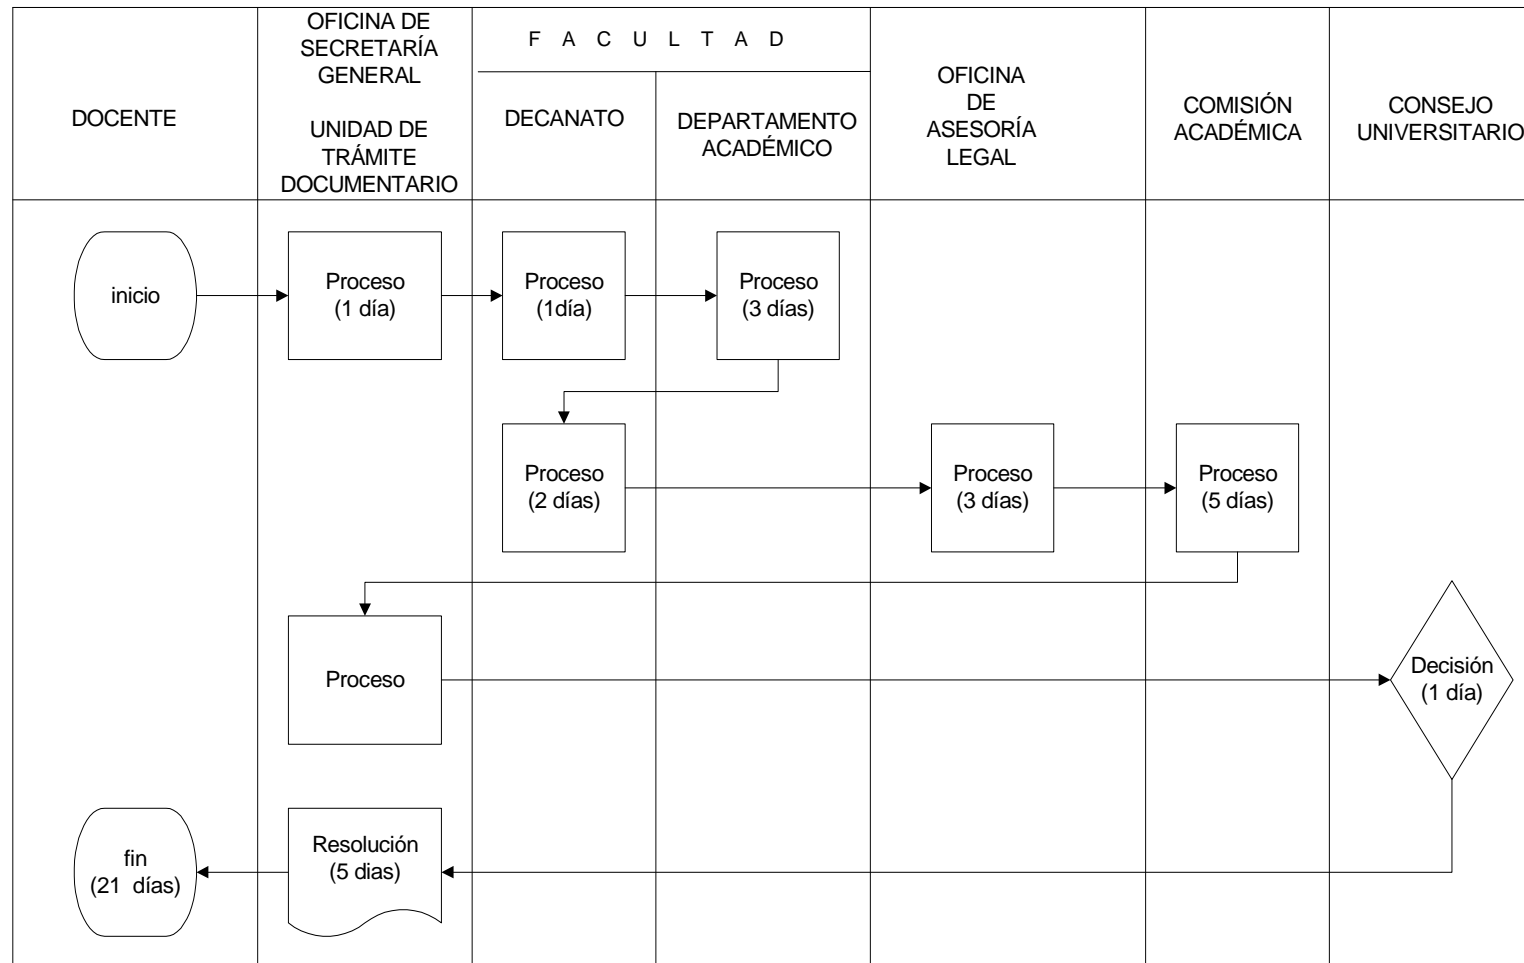 DOCENTE
OFICINA DE
SECRETARÍA
GENERAL
UNIDAD DE
TRÁMITE
DOCUMENTARIO
F A C U L T A D
DECANATO
DEPARTAMENTO
ACADÉMICO
OFICINA
DE
ASESORÍA
LEGAL
COMISIÓN
ACADÉMICA
CONSEJO
UNIVERSITARIO
inicio
Proceso
(1 día)
Proceso
(1día)
Proceso
(3 días)
Proceso
(2 días)
Proceso
(3 días)
Proceso
(5 días)
Proceso
Decisión
(1 día)
Resolución
(5 dias)
fin
(21 días)